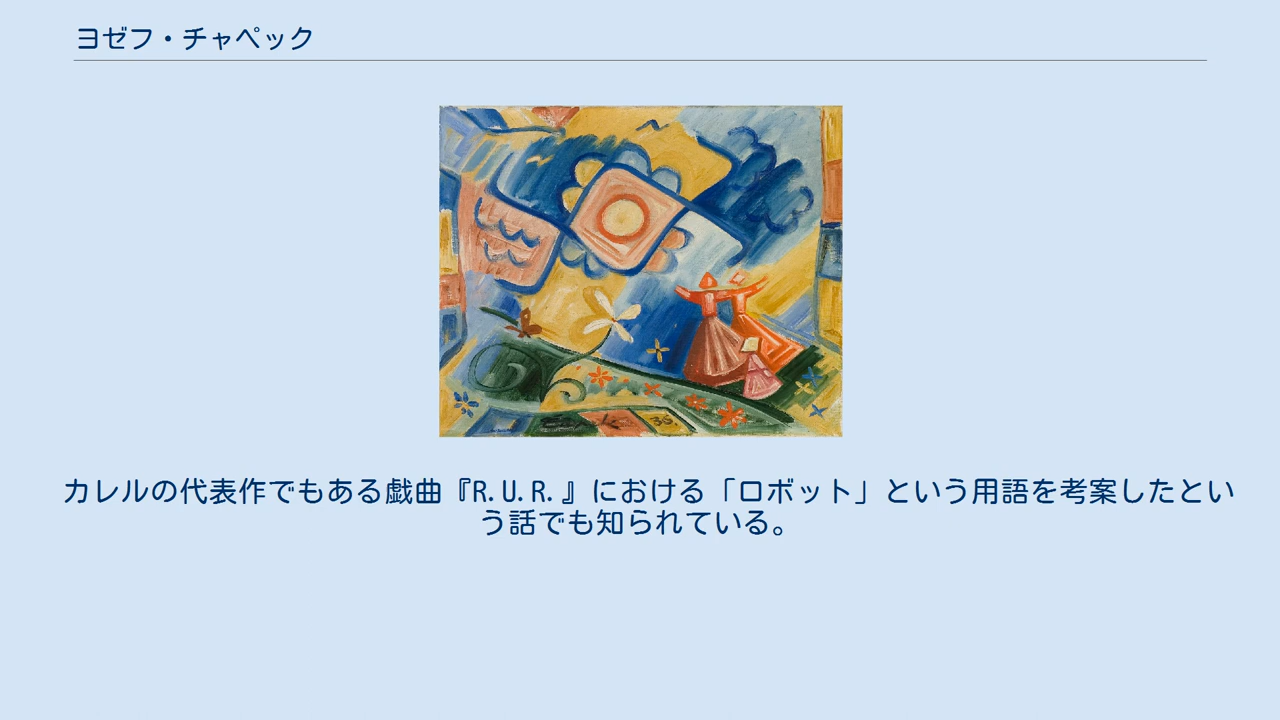 ヨゼフ・チャペック
カレルの代表作でもある戯曲『R.U.R.』における「ロボット」という用語を考案したとい
う話でも知られている。